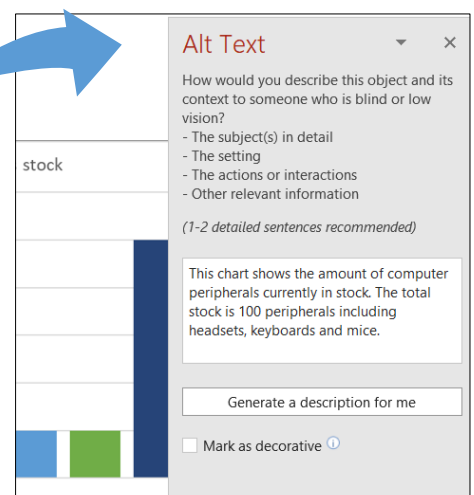 Alt Text
How would you describe this object and its
context to someone who is blind or low
vision?
- The subject(s) in detail
- The setting
- The actions or interactions
- Other relevant information
(1-2 detailed sentences recommended)
stock
This chart shows the amount of computer
peripherals currently in stock. The total
stock is 100 peripherals including
headsets, keyboards and mice.
Generate a description for me
Mark as decorative